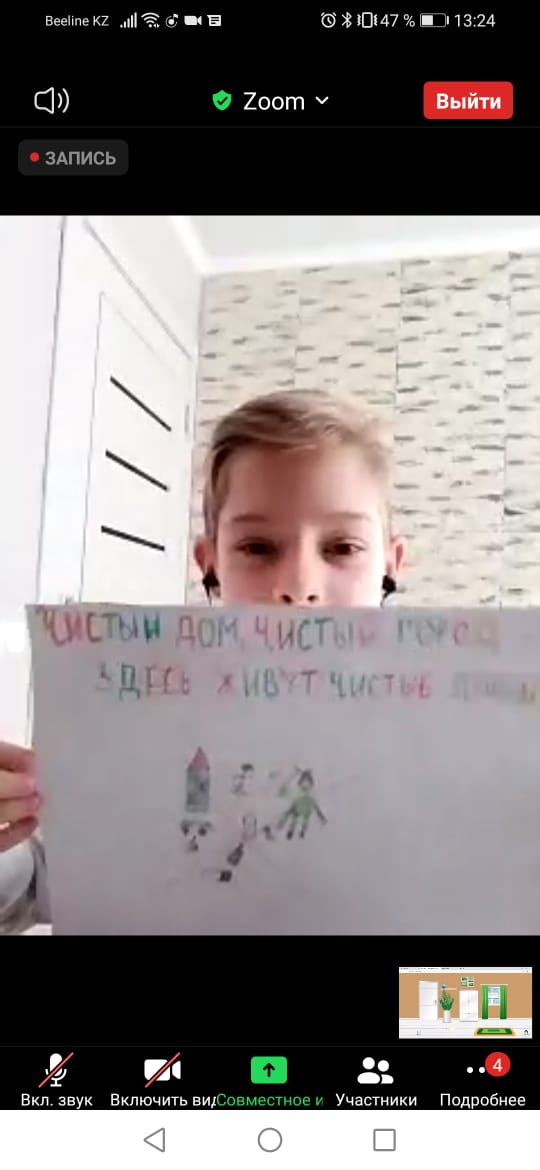 Beeline KZ 47 % 13:24
Zoom Выйти
ЗАПИСЬ
ЧИСТЫЙ ДОМ, ЧИСТЫЙ ГОРОД -
ЗДЕСЬ ЖИВУТ ЧИСТЫЕ
Вкл. звук Включить вид Совместное и Участники Подробнее
4